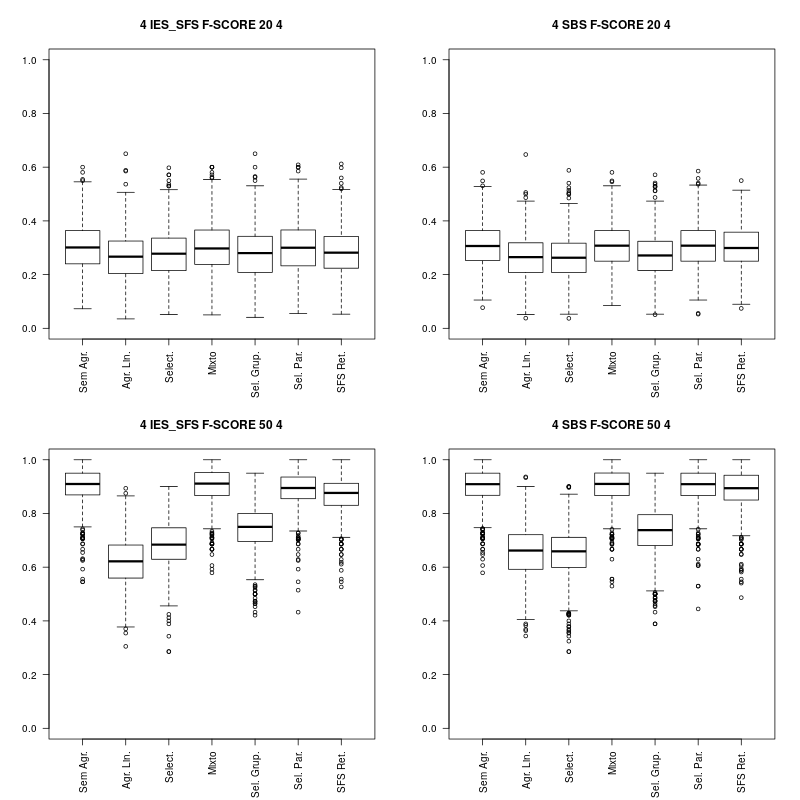 4 IES_SFS F-SCORE 20 4
1.0
0.8
0.6
0.4
0.2
0.0
Sem Agr.
Agr. Lin.
Select.
Mixto
Sel. Grup.
Sel. Par.
SFS Ret.
4 SBS F-SCORE 20 4
1.0
0.8
0.6
0.4
0.2
0.0
Sem Agr.
Agr. Lin.
Select.
Mixto
Sel. Grup.
Sel. Par.
SFS Ret.
4 IES_SFS F-SCORE 50 4
1.0
0.8
0.6
0.4
0.2
0.0
Sem Agr.
Agr. Lin.
Select.
Mixto
Sel. Grup.
Sel. Par.
SFS Ret.
4 SBS F-SCORE 50 4
1.0
0.8
0.6
0.4
0.2
0.0
Sem Agr.
Agr. Lin.
Select.
Mixto
Sel. Grup.
Sel. Par.
SFS Ret.